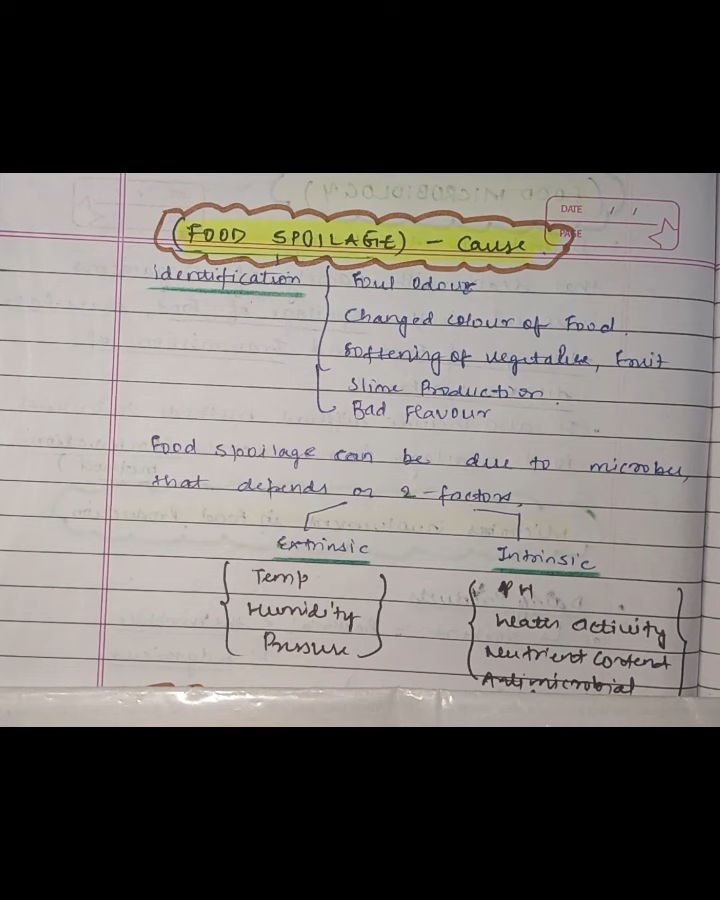 DATE / /
PAGE
(FOOD SPOILAGE) - Cause
identification
Foul Odour
Changed colour of Food.
Softening of vegetables, Fruit
Slime Production.
Bad Flavour
Food spoilage can be due to microbes,
that depends on 2-factors.
Extrinsic
Intrinsic
Temp
Humidity
Pressure
PH
Water activity
Neutrient Content
Antimicrobial